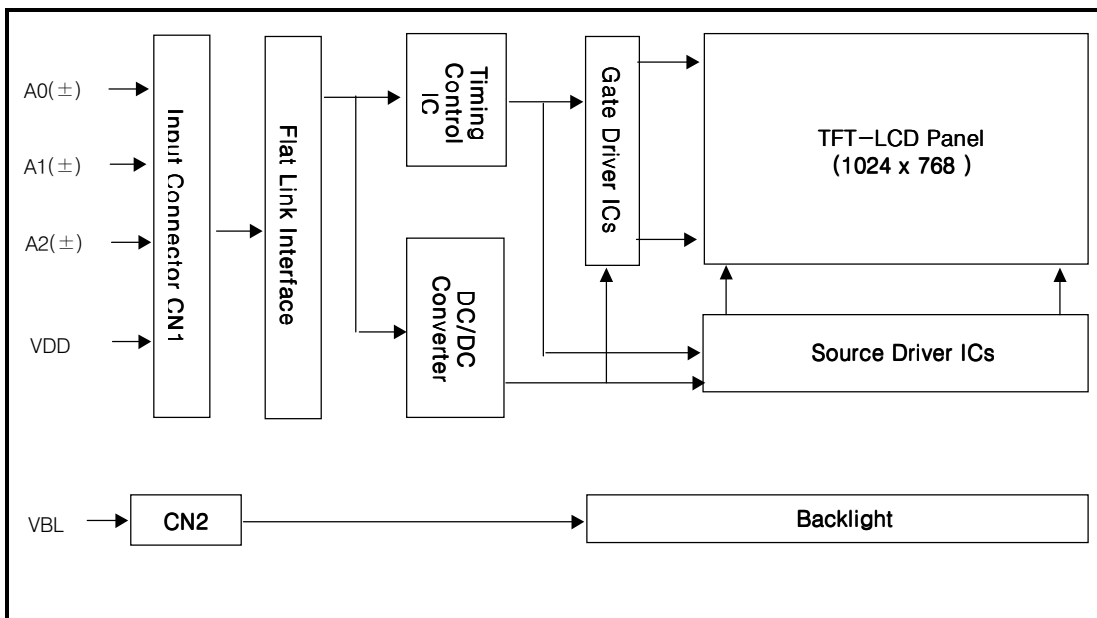 A0(±)
A1(±)
A2(±)
VDD
Input Connector CN1
Flat Link Interface
Timing
Control
IC
DC/DC
Converter
Gate Driver ICs
TFT-LCD Panel
(1024 x 768 )
Source Driver ICs
VBL
CN2
Backlight